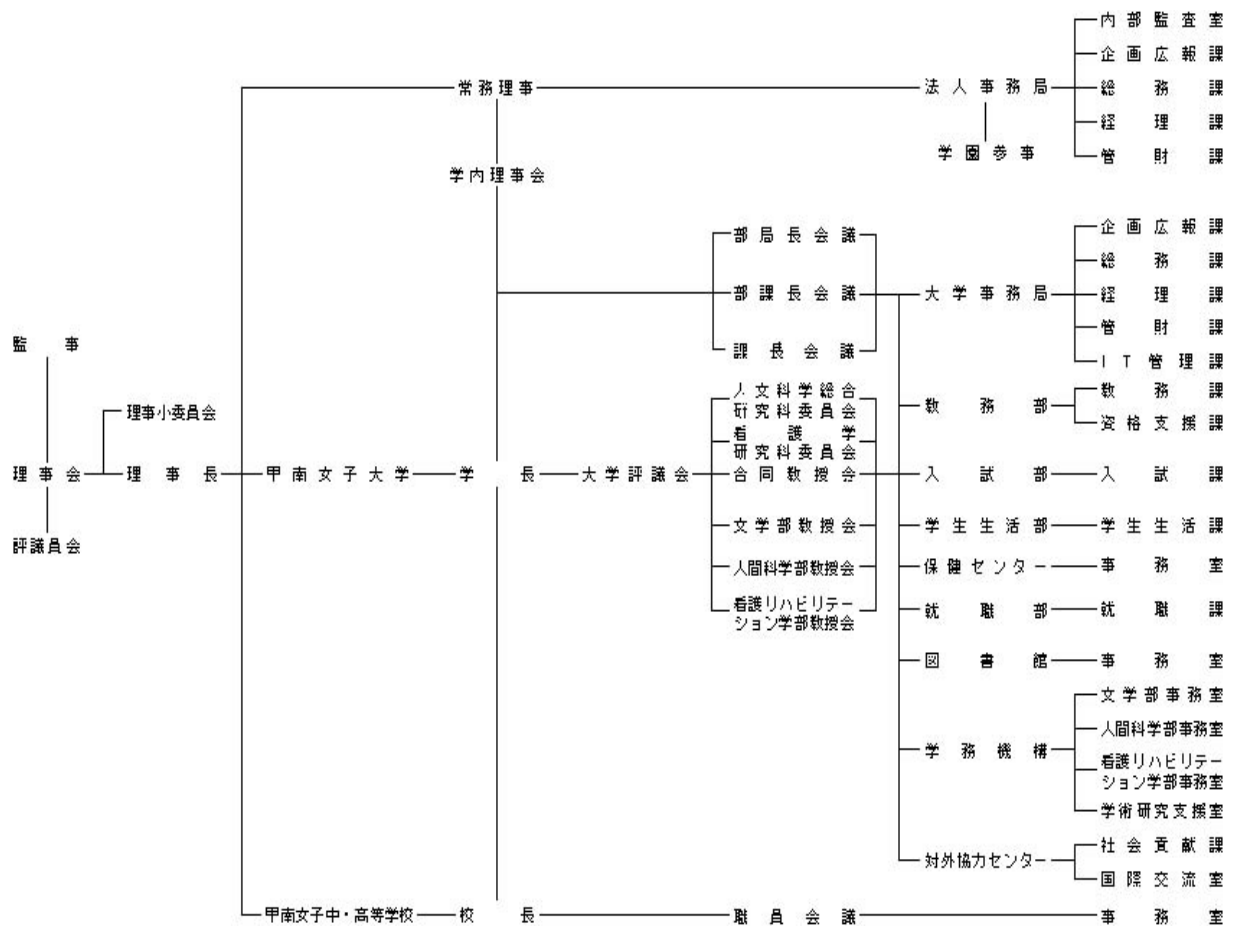 内部監査室
企画広報課
常務理事
法人事務局
総務課
経理課
学園参事
管財課
学内理事会
部局長会議
企画広報課
総務課
部課長会議
大学事務局
経理課
管財課
課長会議
IT管理課
監事
理事小委員会
人文科学総合
研究科委員会
看護学
研究科委員会
教務部
教務課
資格支援課
理事会
理事長
甲南女子大学
学長
大学評議会
合同教授会
入試部
入試課
評議員会
文学部教授会
学生生活部
学生生活課
人間科学部教授会
保健センター
事務室
看護リハビリテー
ション学部教授会
就職部
就職課
図書館
事務室
文学部事務室
人間科学部事務室
学務機構
看護リハビリテー
ション学部事務室
学術研究支援室
対外協力センター
社会貢献課
国際交流室
甲南女子中・高等学校
校長
職員会議
事務室